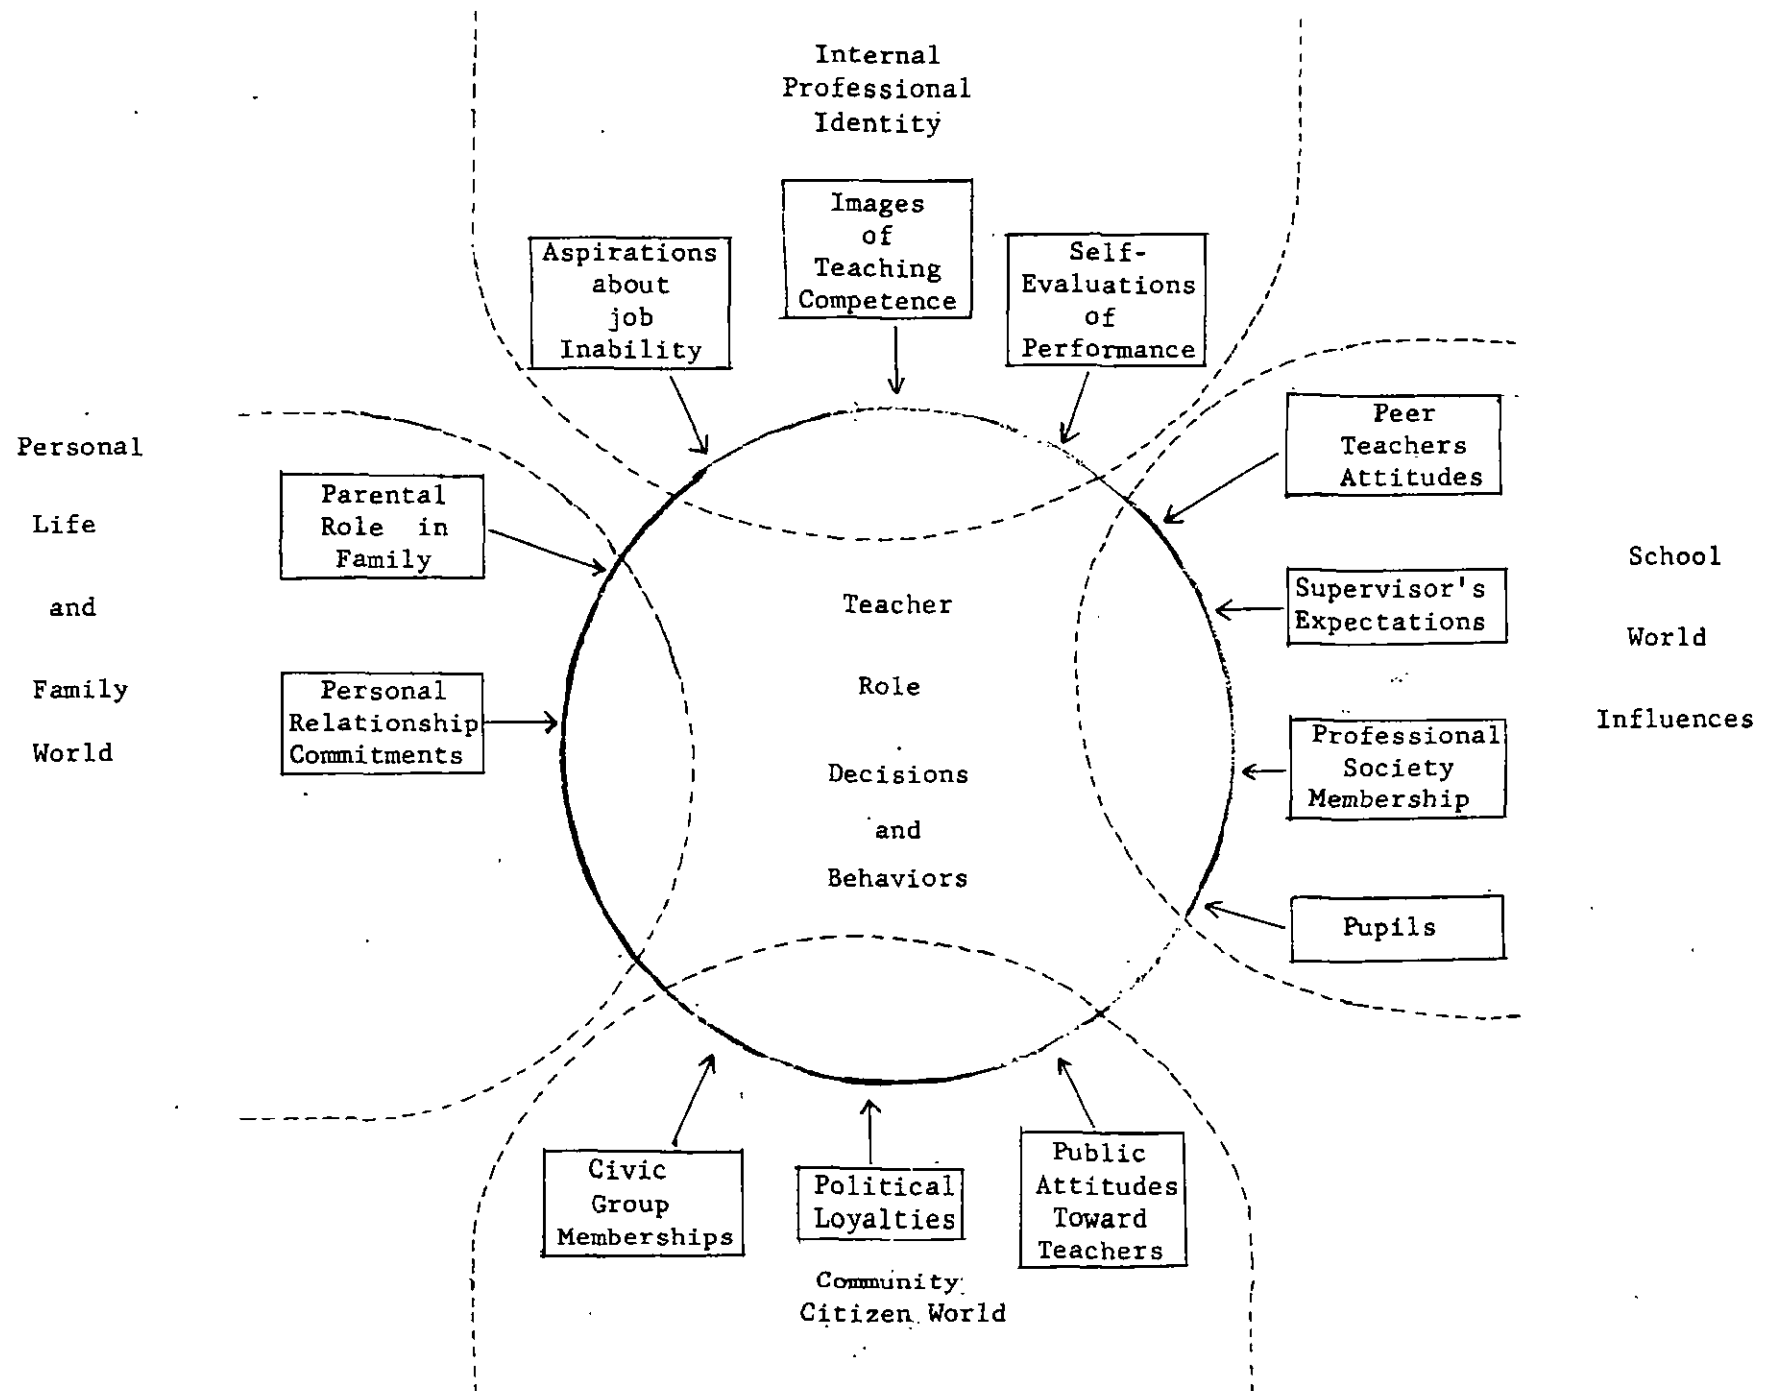 Internal
Professional
Identity
Images
of
Teaching
Competence
Aspirations
about
job
Inability
Self-
Evaluations
of
Performance
Peer
Teachers
Attitudes
Personal
Life
and
Family
World
Parental
Role in
Family
Personal
Relationship
Commitments
Teacher
Role
Decisions
and
Behaviors
Supervisor's
Expectations
Professional
Society
Membership
Pupils
School
World
Influences
Civic
Group
Memberships
Political
Loyalties
Public
Attitudes
Toward
Teachers
Community
Citizen World